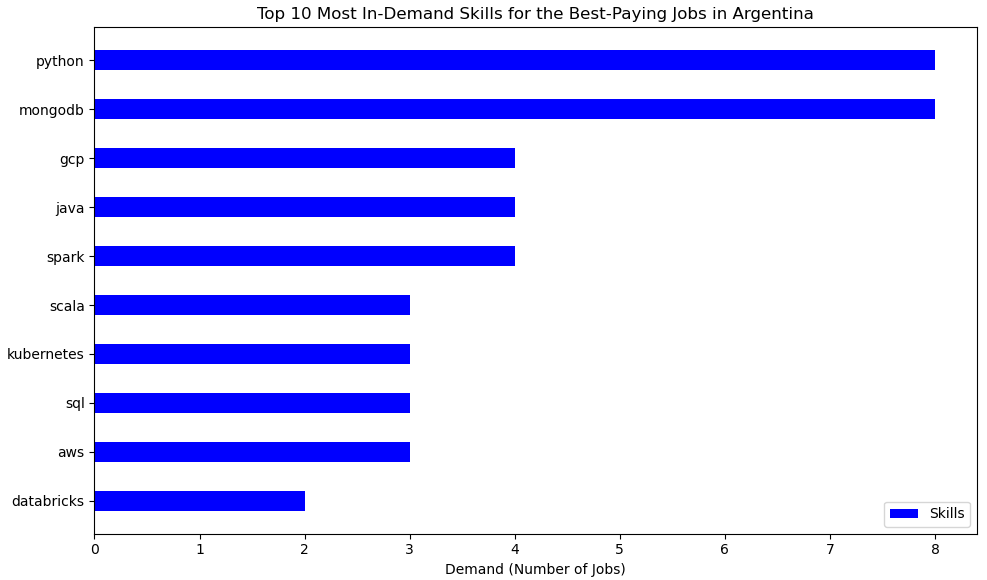 Top 10 Most In-Demand Skills for the Best-Paying Jobs in Argentina
python
mongodb
gcp
java
spark
scala
kubernetes
sql
aws
databricks
Skills
0 1 2 3 4 5 6 7 8
Demand (Number of Jobs)